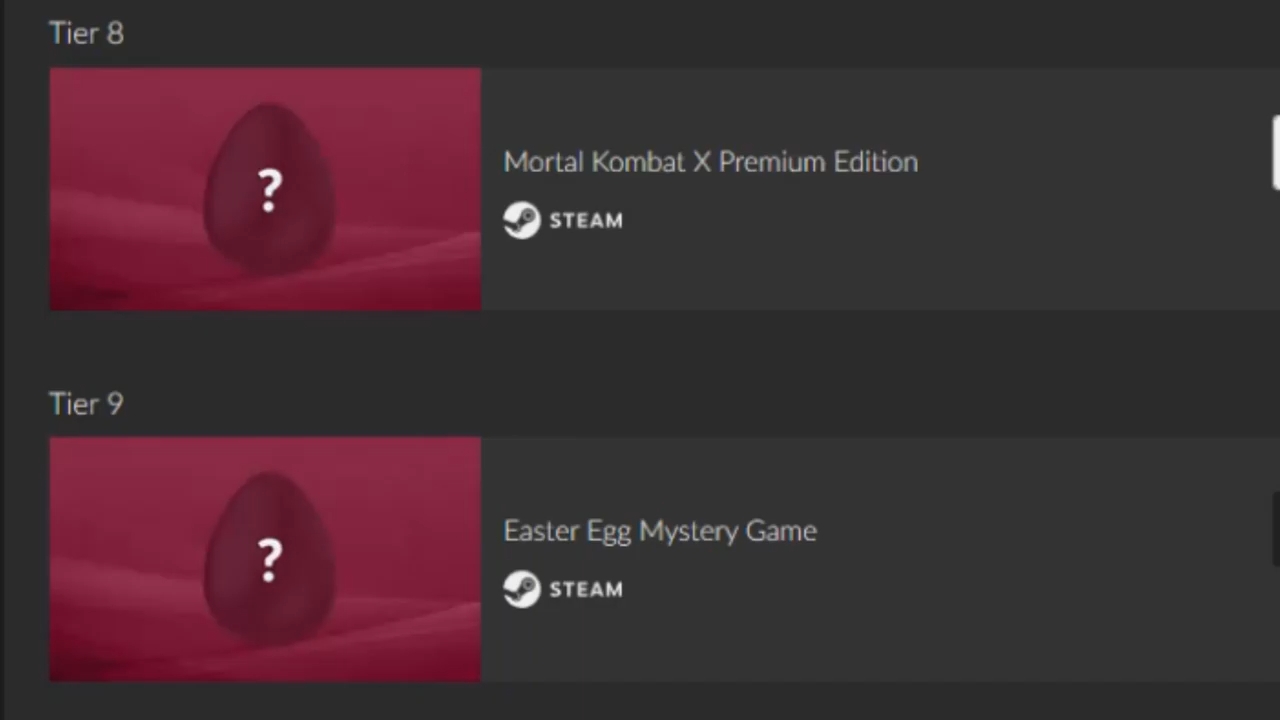 Tier 8
?
Mortal Kombat X Premium Edition
STEAM
Tier 9
?
Easter Egg Mystery Game
STEAM